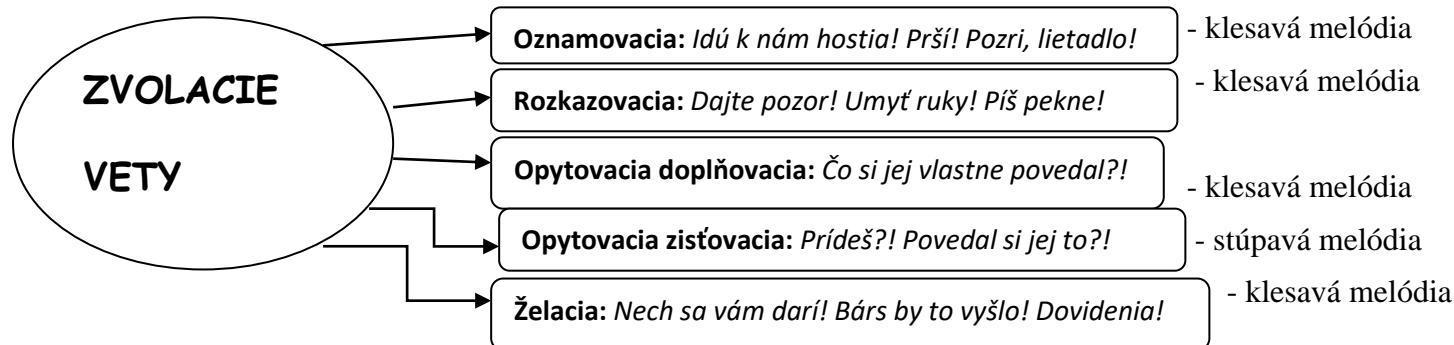 ZVOLACIE
VETY
Oznamovacia: Idú k nám hostia! Prší! Pozri, lietadlo!
- klesavá melódia
Rozkazovacia: Dajte pozor! Umyť ruky! Píš pekne!
- klesavá melódia
Opytovacia doplňovacia: Čo si jej vlastne povedal?!
- klesavá melódia
Opytovacia zisťovacia: Prídeš?! Povedal si jej to?!
- stúpavá melódia
Želacia: Nech sa vám darí! Bárs by to vyšlo! Dovidenia!
- klesavá melódia